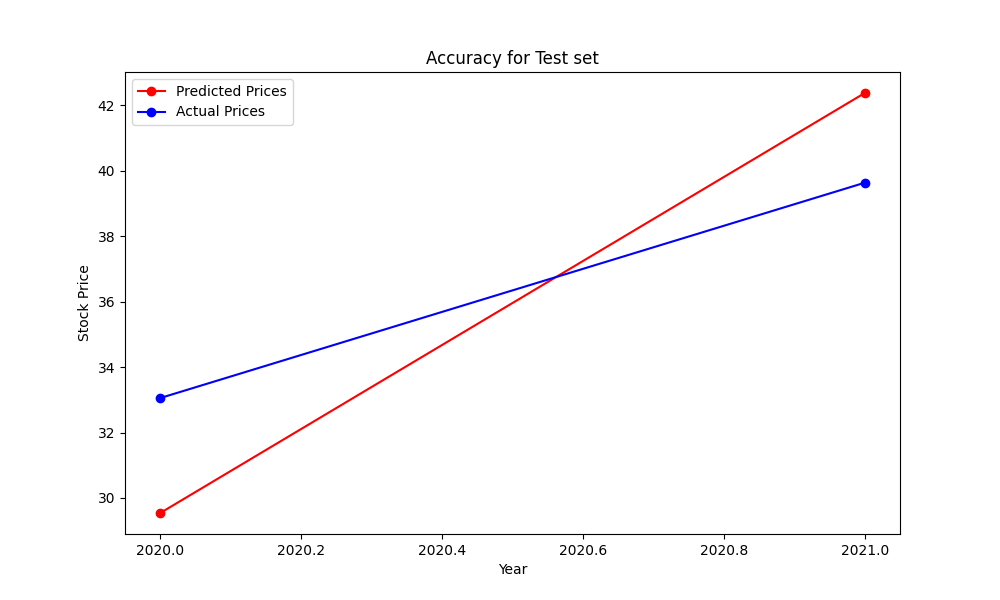 Accuracy for Test set
Predicted Prices
Actual Prices
42
40
38
36
34
32
30
Stock Price
2020.0 2020.2 2020.4 2020.6 2020.8 2021.0
Year